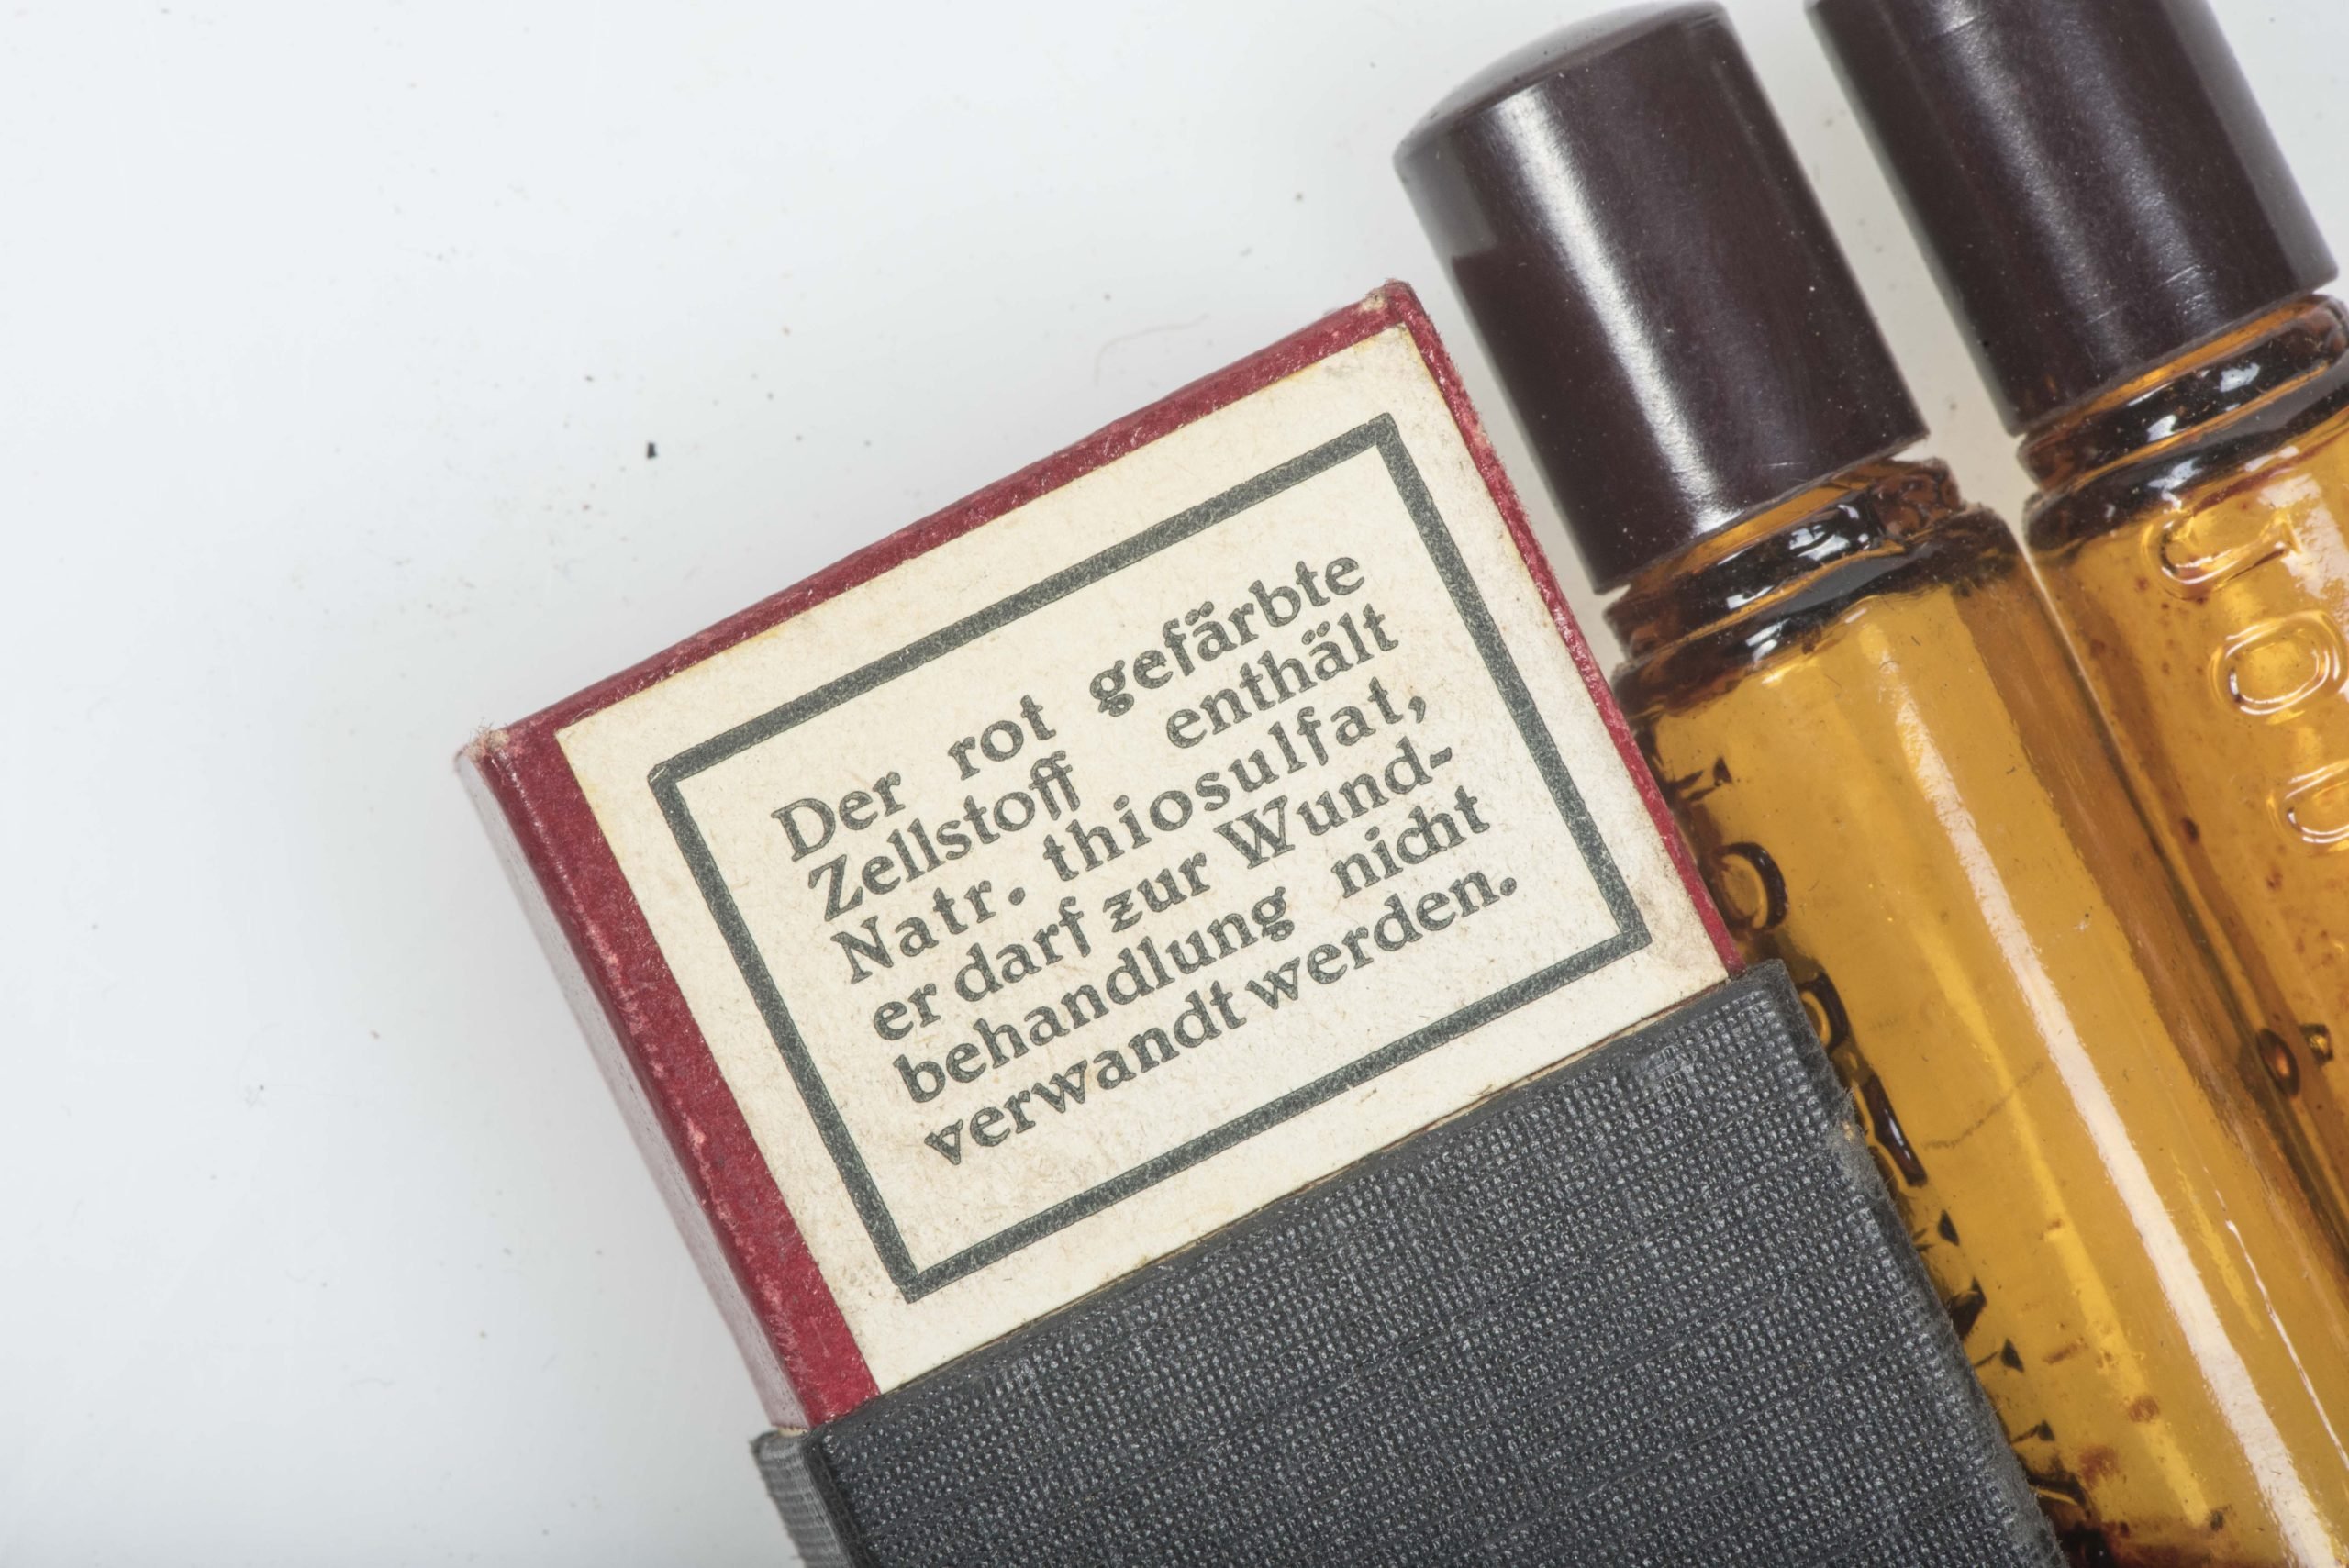 Der rot gefärbte
Zellstoff enthält
Natr. thiosulfat,
er darf zur Wund-
behandlung nicht
verwandt werden.